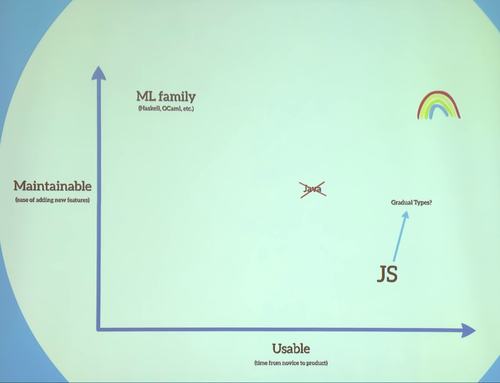 ML family
(Haskell, OCaml, etc.)
Maintainable
(ease of adding new features)
Java
Gradual Types?
JS
Usable
(time from novice to product)